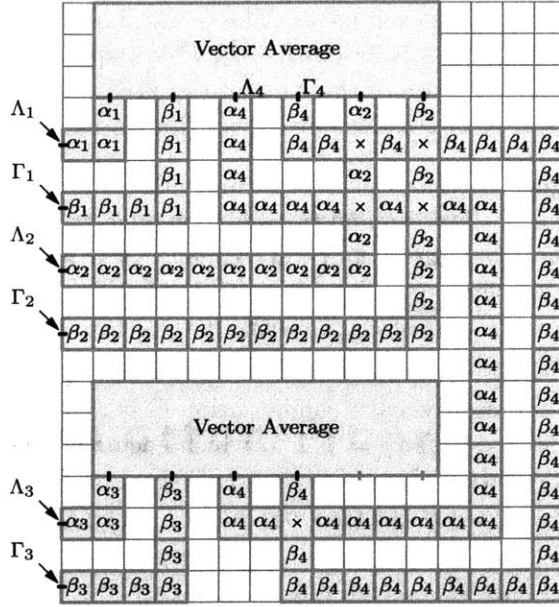 Vector Average
Λ₄ Γ₄
Λ₁ α₁ β₁ α₄ β₄ α₂ β₂
α₁ α₁ β₁ α₄ β₄ β₄ × β₄ × β₄ β₄ β₄ β₄
Γ₁ β₁ α₄ α₂ β₂ β₄
β₁ β₁ β₁ β₁ α₄ α₄ α₄ α₄ × α₄ × α₄ α₄ β₄
Λ₂ α₂ β₂ α₄ β₄
α₂ α₂ α₂ α₂ α₂ α₂ α₂ α₂ α₂ α₂ β₂ α₄ β₄
Γ₂ β₂ α₄ β₄
β₂ β₂ β₂ β₂ β₂ β₂ β₂ β₂ β₂ β₂ β₂ β₂ α₄ β₄
α₄ β₄
α₄ β₄
Vector Average α₄ β₄
α₄ β₄
Λ₃ α₃ β₃ α₄ β₄ α₄ β₄
α₃ α₃ β₃ α₄ α₄ × α₄ α₄ α₄ α₄ α₄ α₄ β₄
Γ₃ β₃ β₄ β₄
β₃ β₃ β₃ β₃ β₄ β₄ β₄ β₄ β₄ β₄ β₄ β₄ β₄